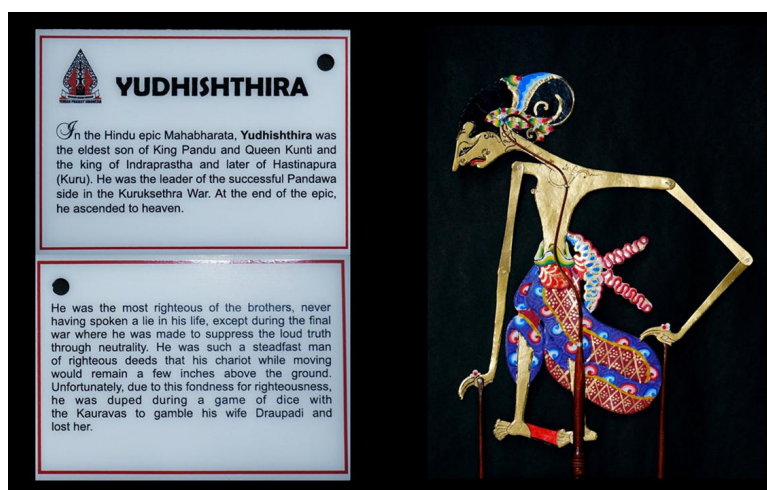 YUDHISHTHIRA
In the Hindu epic Mahabharata, Yudhishthira was
the eldest son of King Pandu and Queen Kunti and
the king of Indraprastha and later of Hastinapura
(Kuru). He was the leader of the successful Pandawa
side in the Kuruksethra War. At the end of the epic,
he ascended to heaven.
He was the most righteous of the brothers, never
having spoken a lie in his life, except during the final
war where he was made to suppress the loud truth
through neutrality. He was such a steadfast man
of righteous deeds that his chariot while moving
would remain a few inches above the ground.
Unfortunately, due to this fondness for righteousness,
he was duped during a game of dice with
the Kauravas to gamble his wife Draupadi and
lost her.